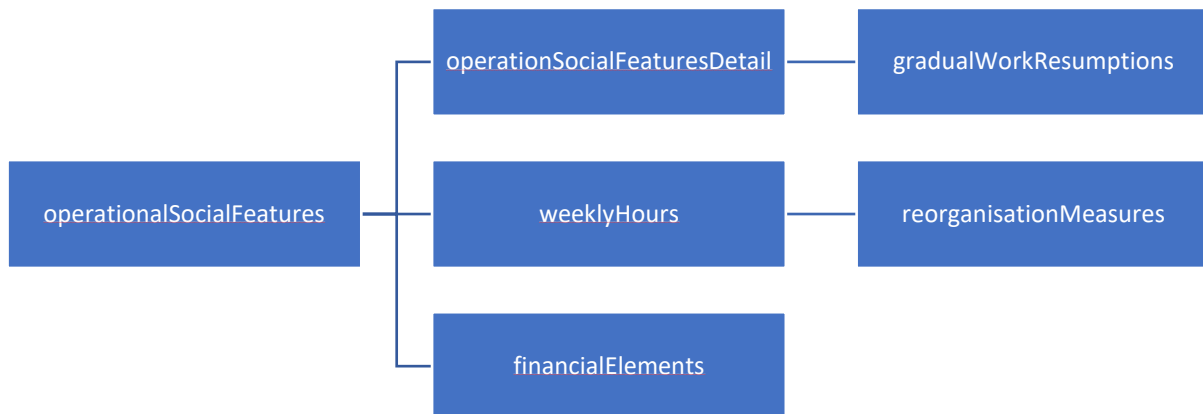 operationSocialFeaturesDetail
gradualWorkResumptions
operationalSocialFeatures
weeklyHours
reorganisationMeasures
financialElements